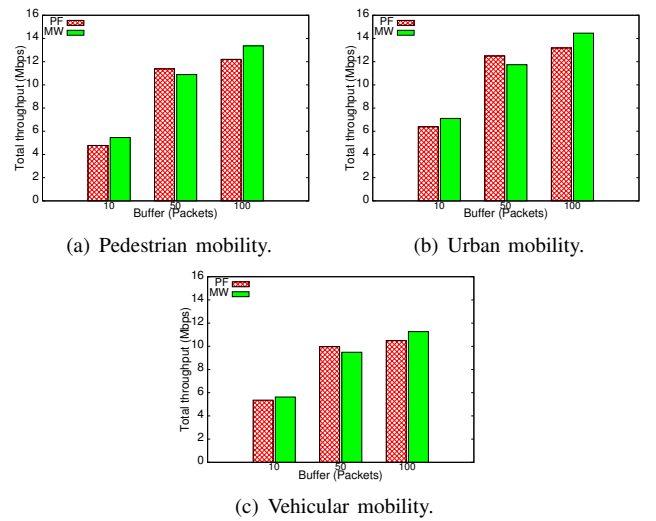 16
14
12
10
8
6
4
2
0
Total throughput (Mbps)
PF
MW
10
50
100
Buffer (Packets)
(a) Pedestrian mobility.
16
14
12
10
8
6
4
2
0
Total throughput (Mbps)
PF
MW
10
50
100
Buffer (Packets)
(b) Urban mobility.
16
14
12
10
8
6
4
2
0
Total throughput (Mbps)
PF
MW
10
50
100
Buffer (Packets)
(c) Vehicular mobility.